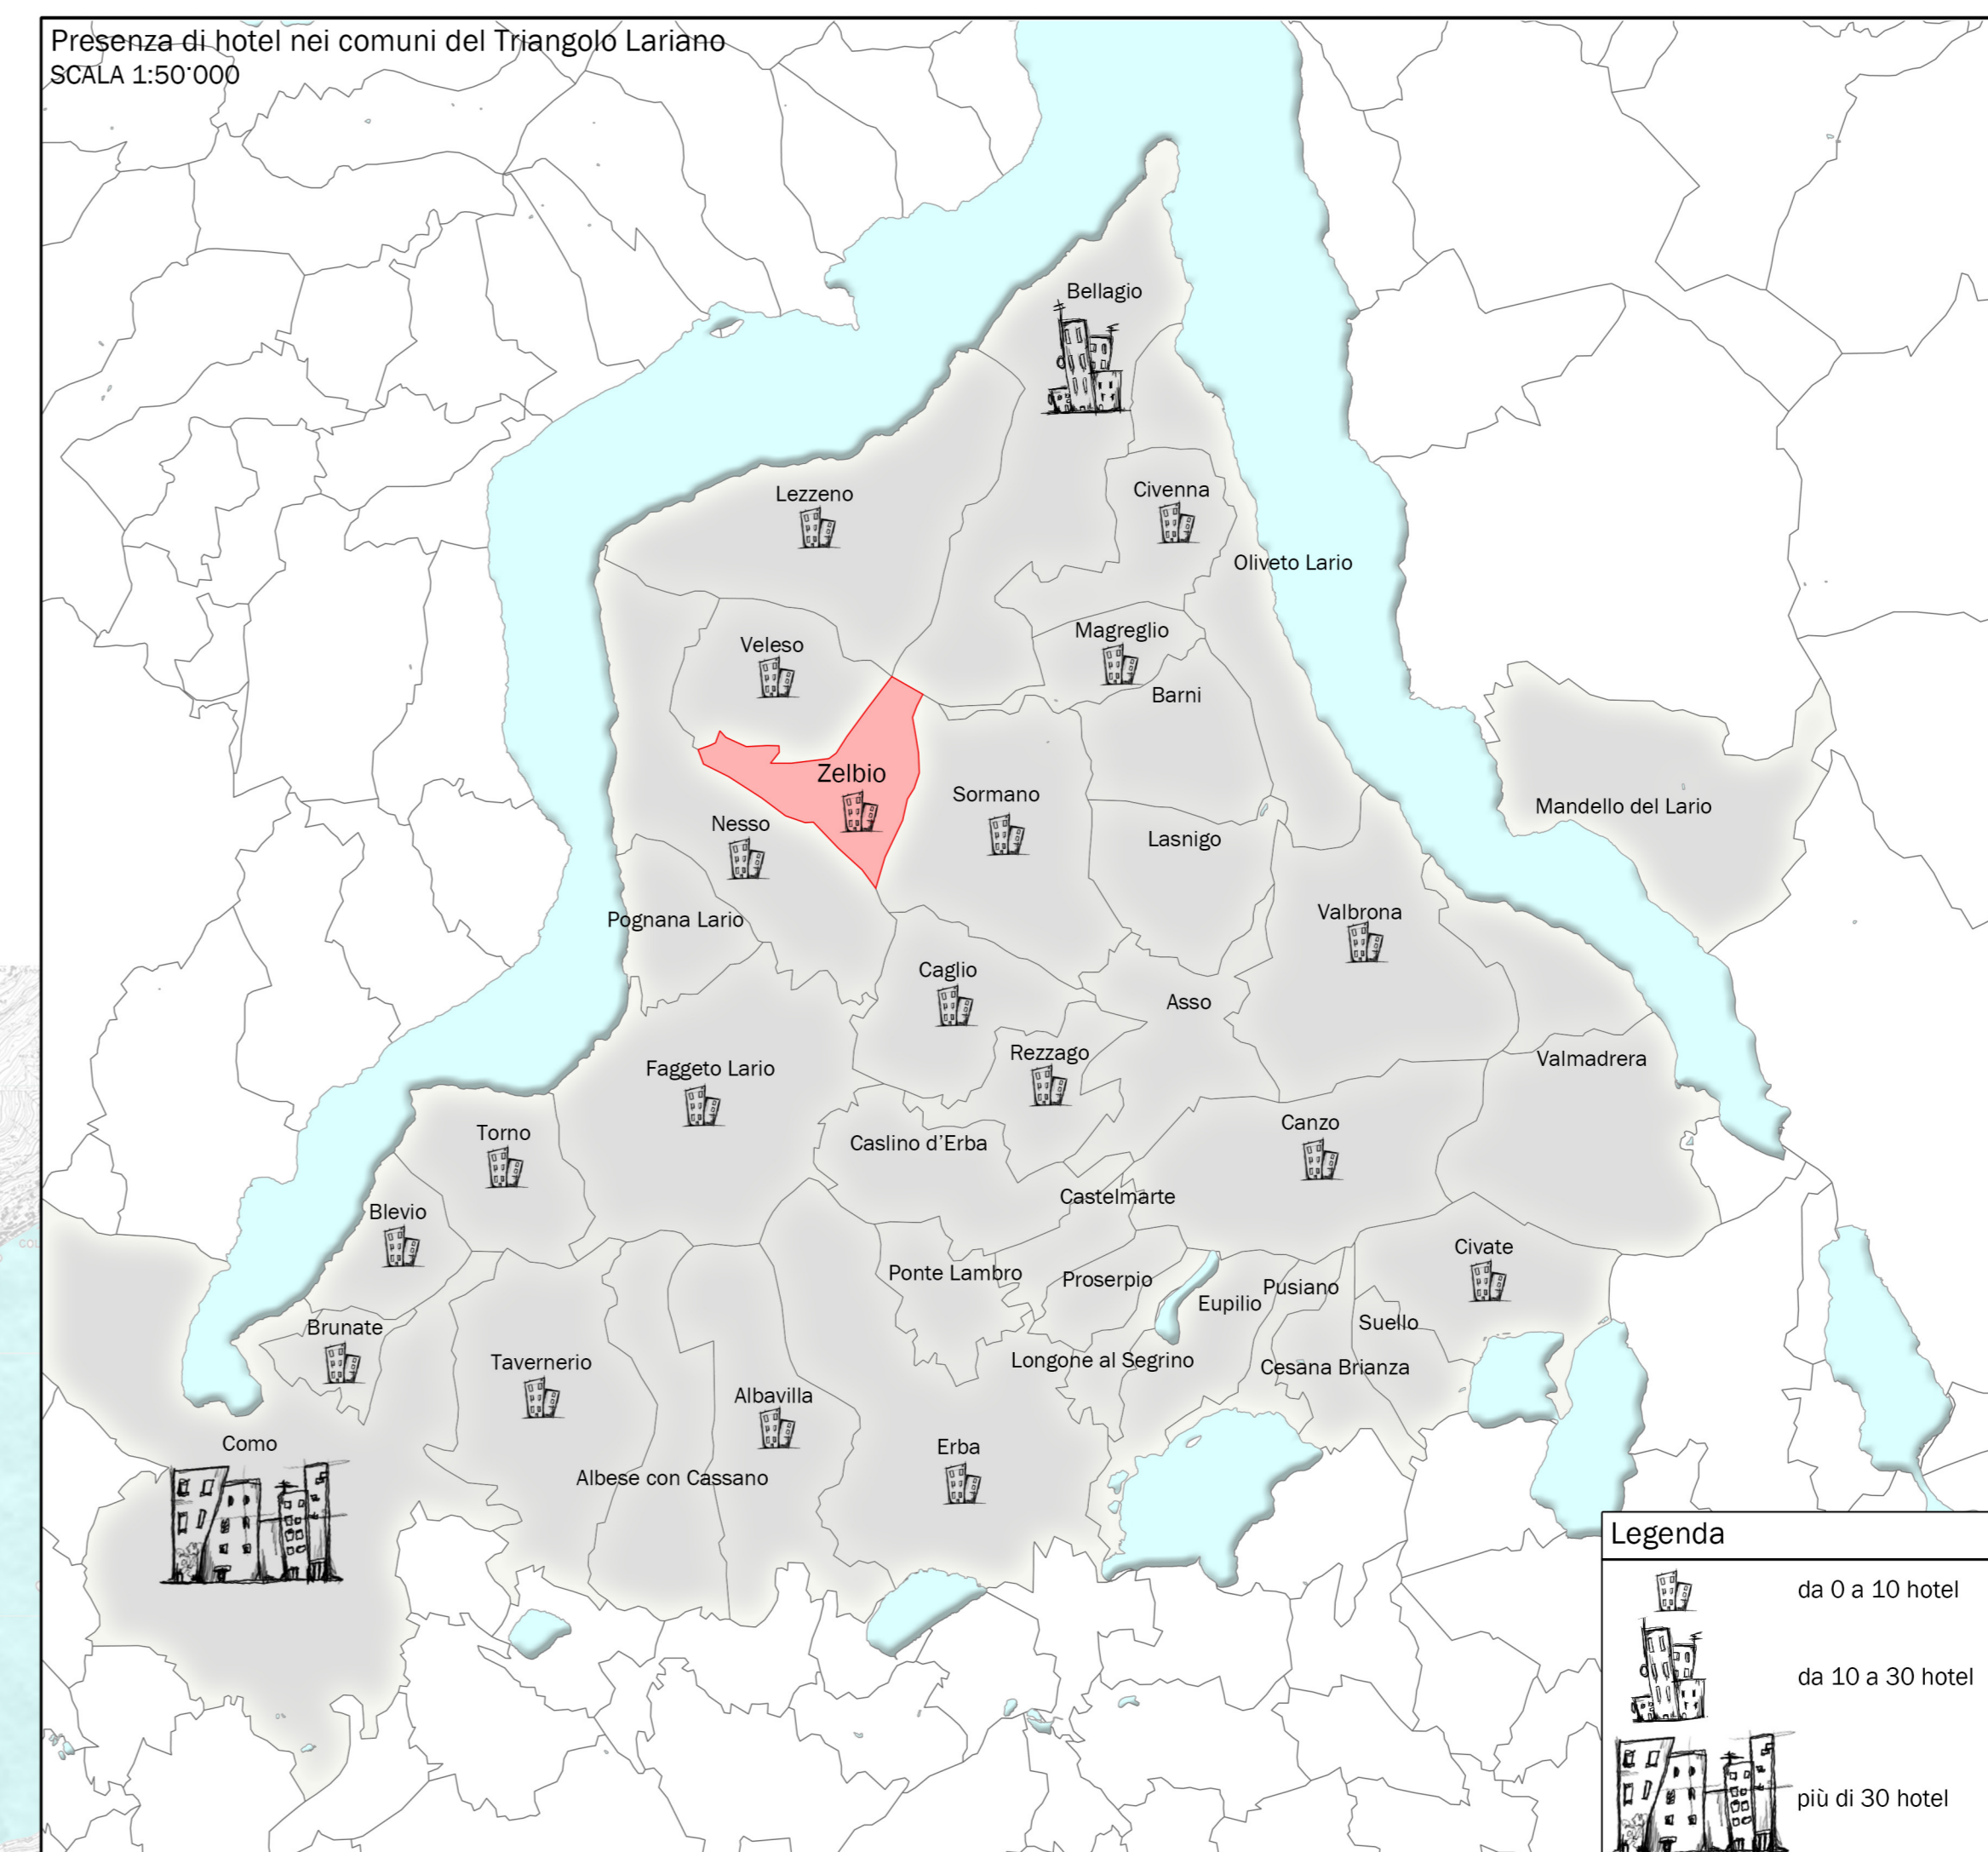 Presenza di hotel nei comuni del Triangolo Lariano
SCALA 1:50'000
Bellagio
Lezzeno
Civenna
Oliveto Lario
Veleso
Magreglio
Barni
Zelbio
Sormano
Mandello del Lario
Nesso
Lasnigo
Pognana Lario
Valbrona
Caglio
Asso
Rezzago
Valmadrera
Faggeto Lario
Canzo
Torno
Caslino d'Erba
Castelmarte
Blevio
Civate
Ponte Lambro
Proserpio
Pusiano
Eupilio
Suello
Brunate
Tavernerio
Longone al Segrino
Cesana Brianza
Albavilla
Como
Erba
Albese con Cassano
Legenda
da 0 a 10 hotel
da 10 a 30 hotel
più di 30 hotel